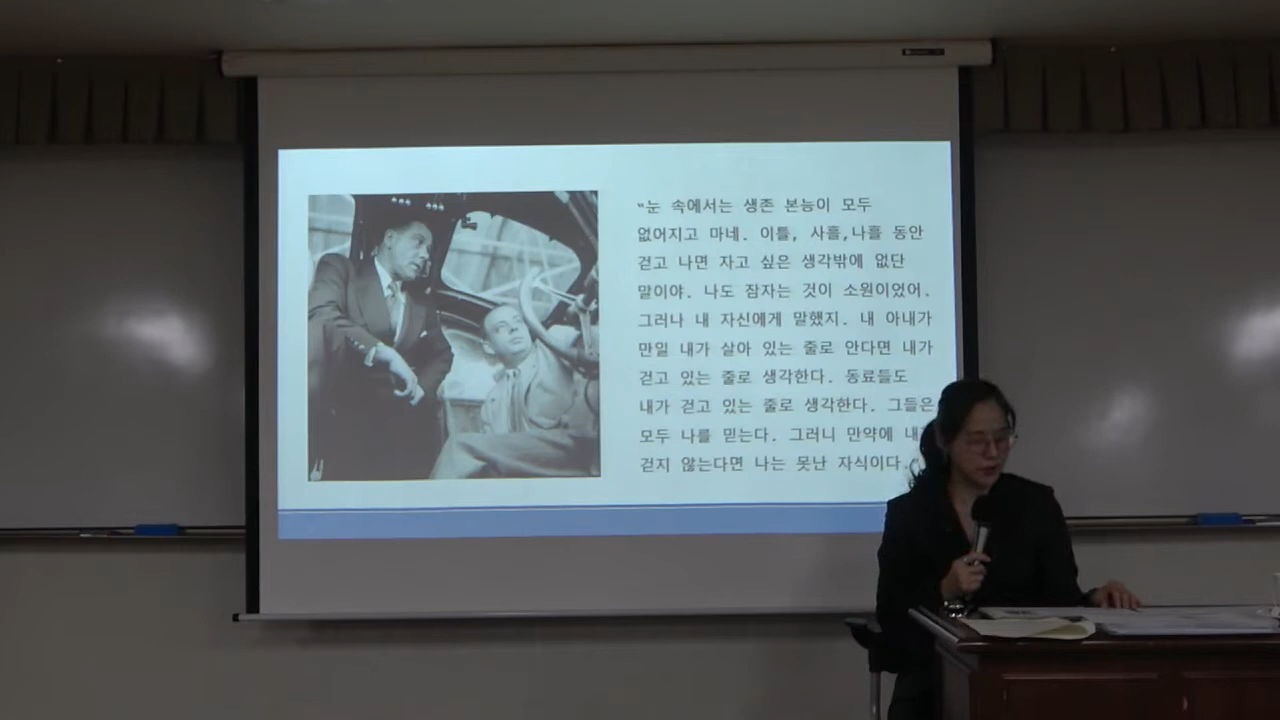 “눈 속에서는 생존 본능이 모두
없어지고 마네. 이틀, 사흘,나흘 동안
걷고 나면 자고 싶은 생각밖에 없단
말이야. 나도 잠자는 것이 소원이었어.
그러나 내 자신에게 말했지. 내 아내가
만일 내가 살아 있는 줄로 안다면 내가
걷고 있는 줄로 생각한다. 동료들도
내가 걷고 있는 줄로 생각한다. 그들은
모두 나를 믿는다. 그러니 만약에
걷지 않는다면 나는 못난 자식이다.